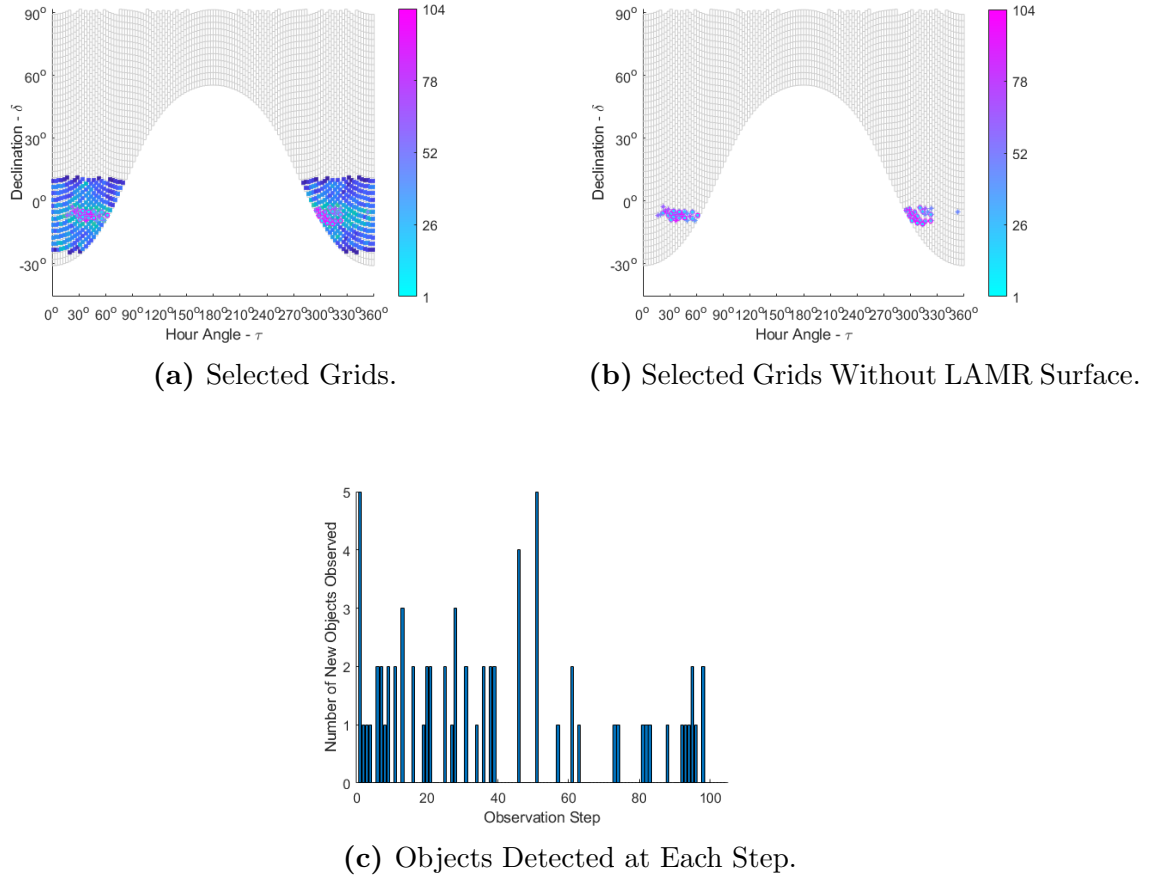 90°
60°
30°
0°
-30°
Declination - δ
0° 30° 60° 90° 120° 150° 180° 210° 240° 270° 300° 330° 360°
Hour Angle - τ
104
78
52
26
1
(a) Selected Grids.
90°
60°
30°
0°
-30°
Declination - δ
0° 30° 60° 90° 120° 150° 180° 210° 240° 270° 300° 330° 360°
Hour Angle - τ
104
78
52
26
1
(b) Selected Grids Without LAMR Surface.
5
4
3
2
1
0
Number of New Objects Observed
0 20 40 60 80 100
Observation Step
(c) Objects Detected at Each Step.